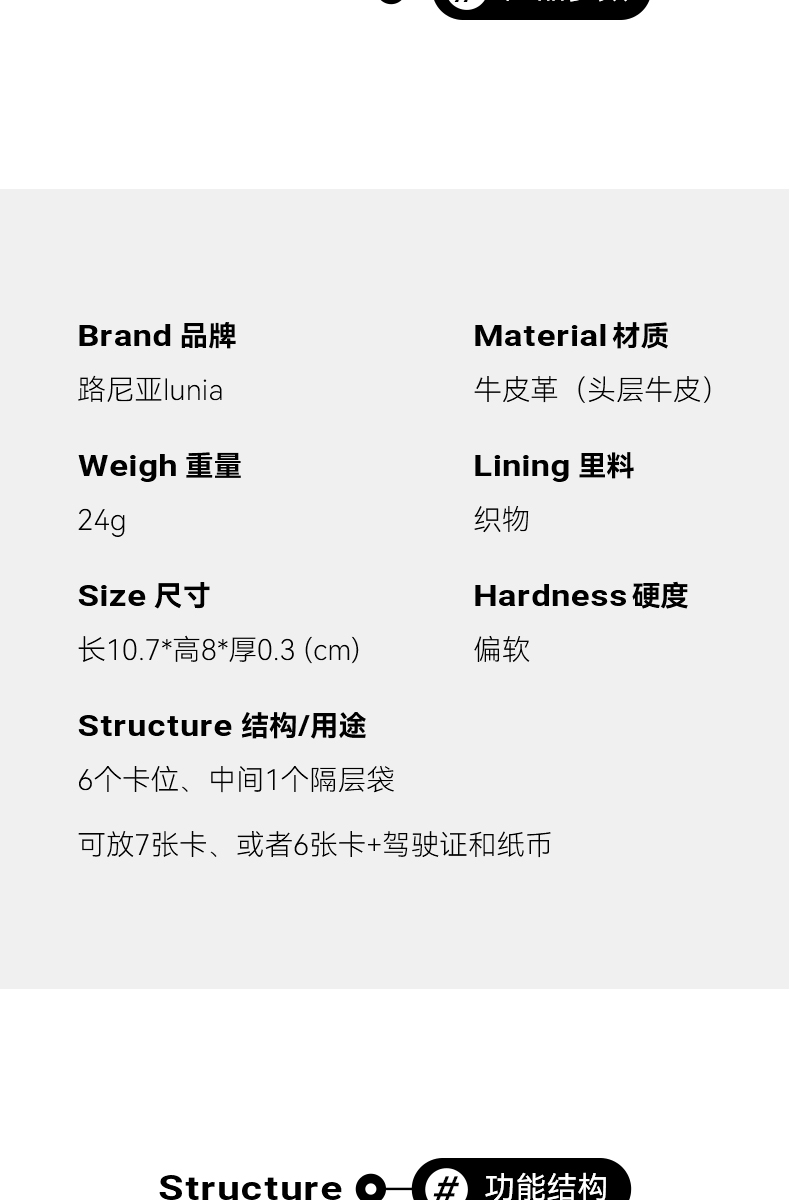 Brand 品牌
路尼亚lunia
Material 材质
牛皮革（头层牛皮）
Weigh 重量
24g
Lining 里料
织物
Size 尺寸
长10.7*高8*厚0.3 (cm)
Hardness 硬度
偏软
Structure 结构/用途
6个卡位、中间1个隔层袋
可放7张卡、或者6张卡+驾驶证和纸币
Structure # 功能结构